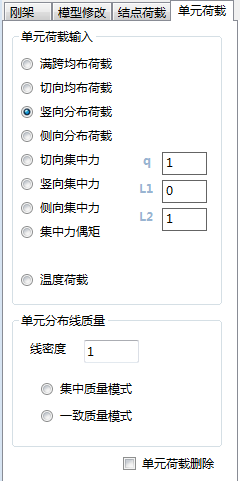 刚架 模型修改 结点荷载 单元荷载
单元荷载输入
满跨均布荷载
切向均布荷载
竖向分布荷载
侧向分布荷载
切向集中力 q 1
竖向集中力 L1 0
侧向集中力 L2 1
集中力偶矩
温度荷载
单元分布线质量
线密度 1
集中质量模式
一致质量模式
单元荷载删除